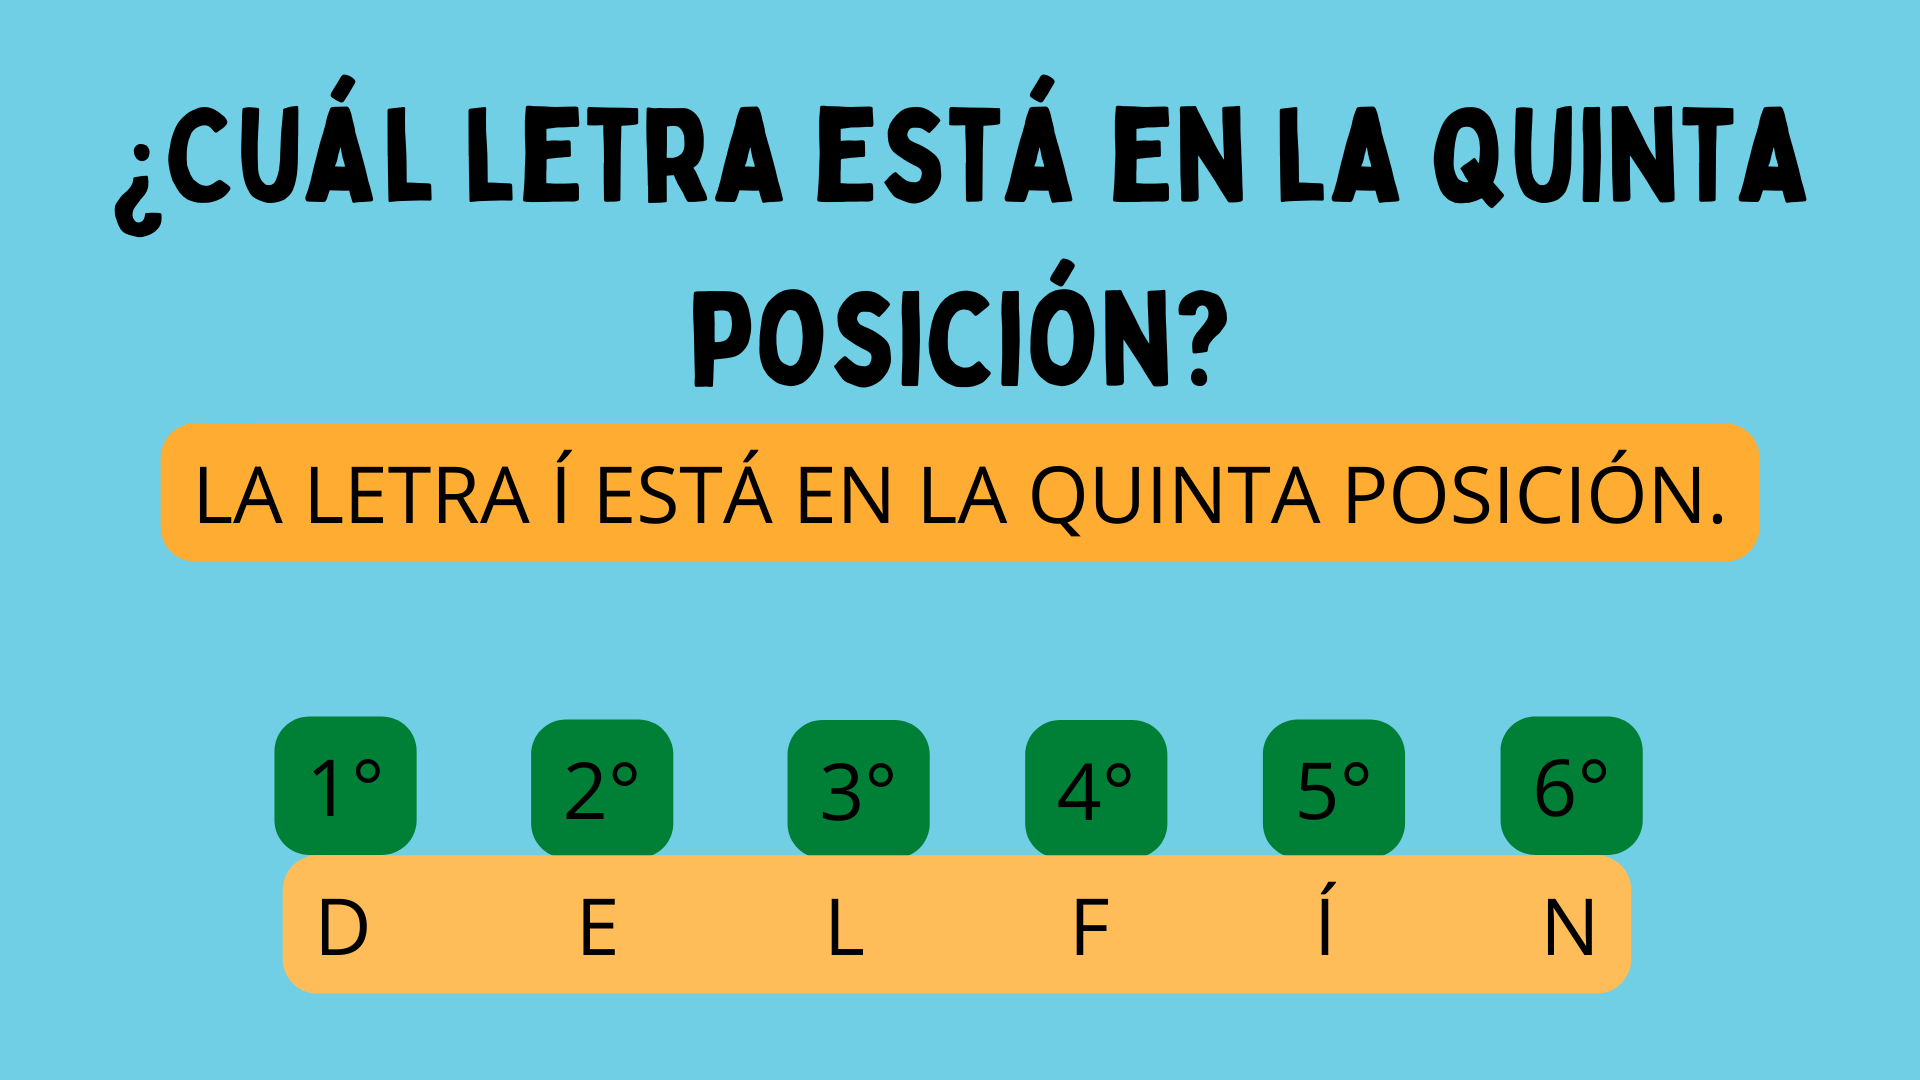 ¿CUÁL LETRA ESTÁ EN LA QUINTA
POSICIÓN?
LA LETRA Í ESTÁ EN LA QUINTA POSICIÓN.
1° 2° 3° 4° 5° 6°
D E L F Í N